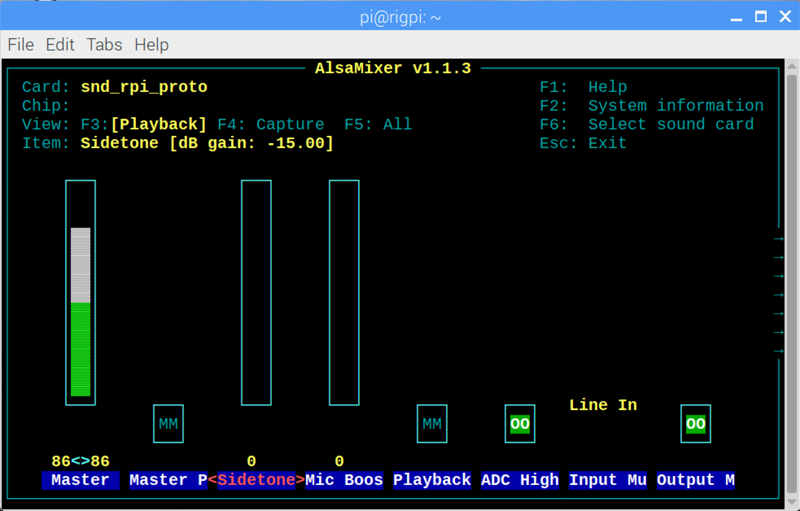 pi@rigpi: ~
File Edit Tabs Help
AlsaMixer v1.1.3
Card: snd_rpi_proto F1: Help
Chip: F2: System information
View: F3:[Playback] F4: Capture F5: All F6: Select sound card
Item: Sidetone [dB gain: -15.00] Esc: Exit
Line In
MM MM OO OO
86<>86 0 0
Master Master P<Sidetone>Mic Boos Playback ADC High Input Mu Output M